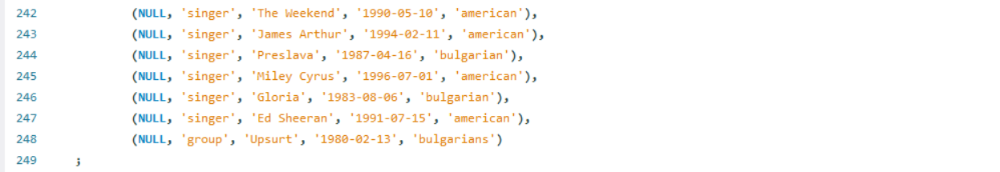 242 (NULL, 'singer', 'The Weekend', '1990-05-10', 'american'),
243 (NULL, 'singer', 'James Arthur', '1994-02-11', 'american'),
244 (NULL, 'singer', 'Preslava', '1987-04-16', 'bulgarian'),
245 (NULL, 'singer', 'Miley Cyrus', '1996-07-01', 'american'),
246 (NULL, 'singer', 'Gloria', '1983-08-06', 'bulgarian'),
247 (NULL, 'singer', 'Ed Sheeran', '1991-07-15', 'american'),
248 (NULL, 'group', 'Upsurt', '1980-02-13', 'bulgarians')
249 ;